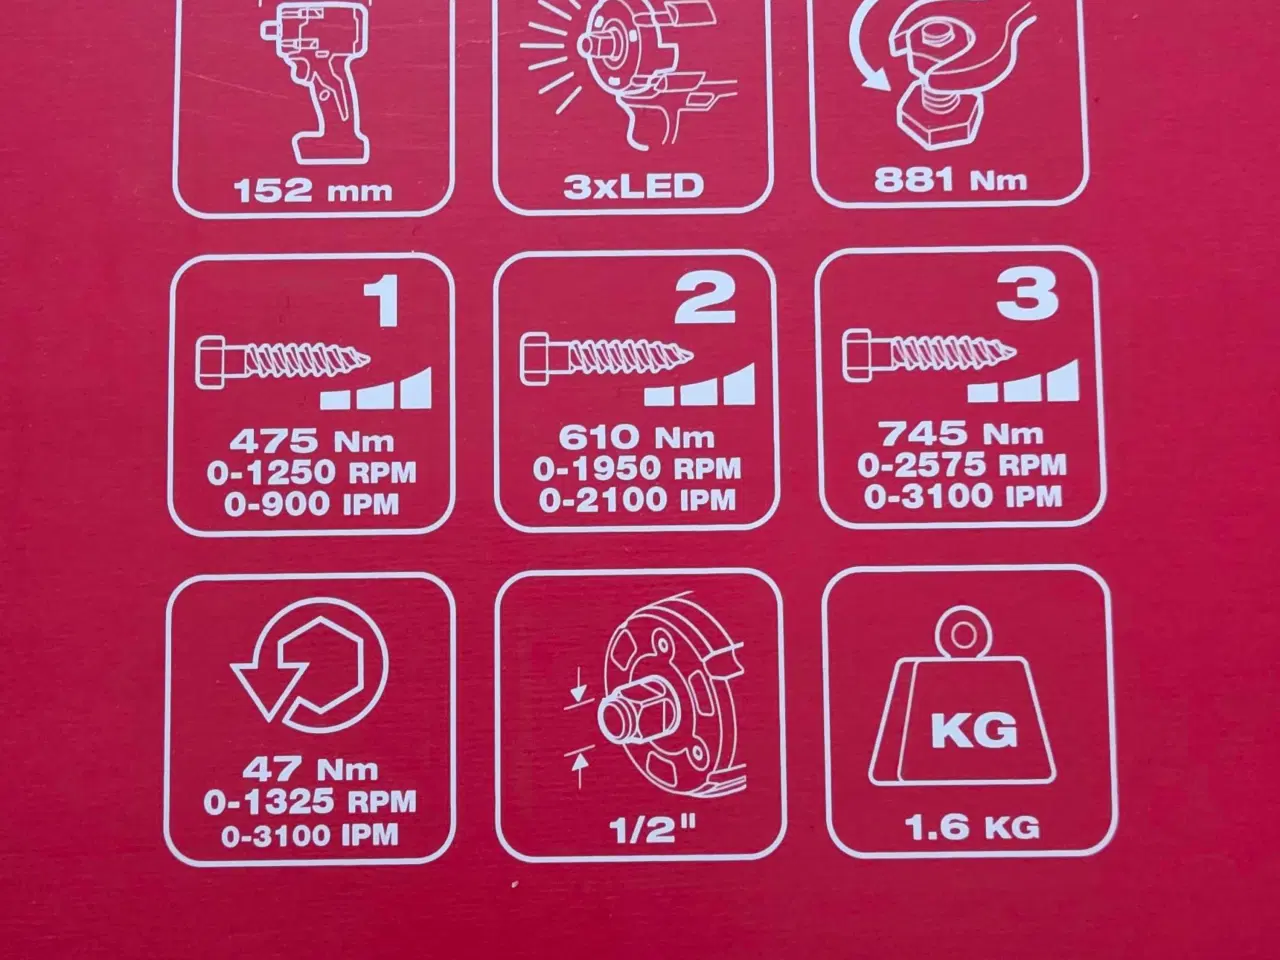 152 mm
3xLED
881 Nm
1
475 Nm
0-1250 RPM
0-900 IPM
2
610 Nm
0-1950 RPM
0-2100 IPM
3
745 Nm
0-2575 RPM
0-3100 IPM
47 Nm
0-1325 RPM
0-3100 IPM
1/2"
KG
1.6 KG